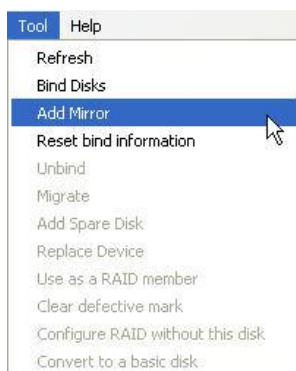 Tool Help
Refresh
Bind Disks
Add Mirror
Reset bind information
Unbind
Migrate
Add Spare Disk
Replace Device
Use as a RAID member
Clear defective mark
Configure RAID without this disk
Convert to a basic disk